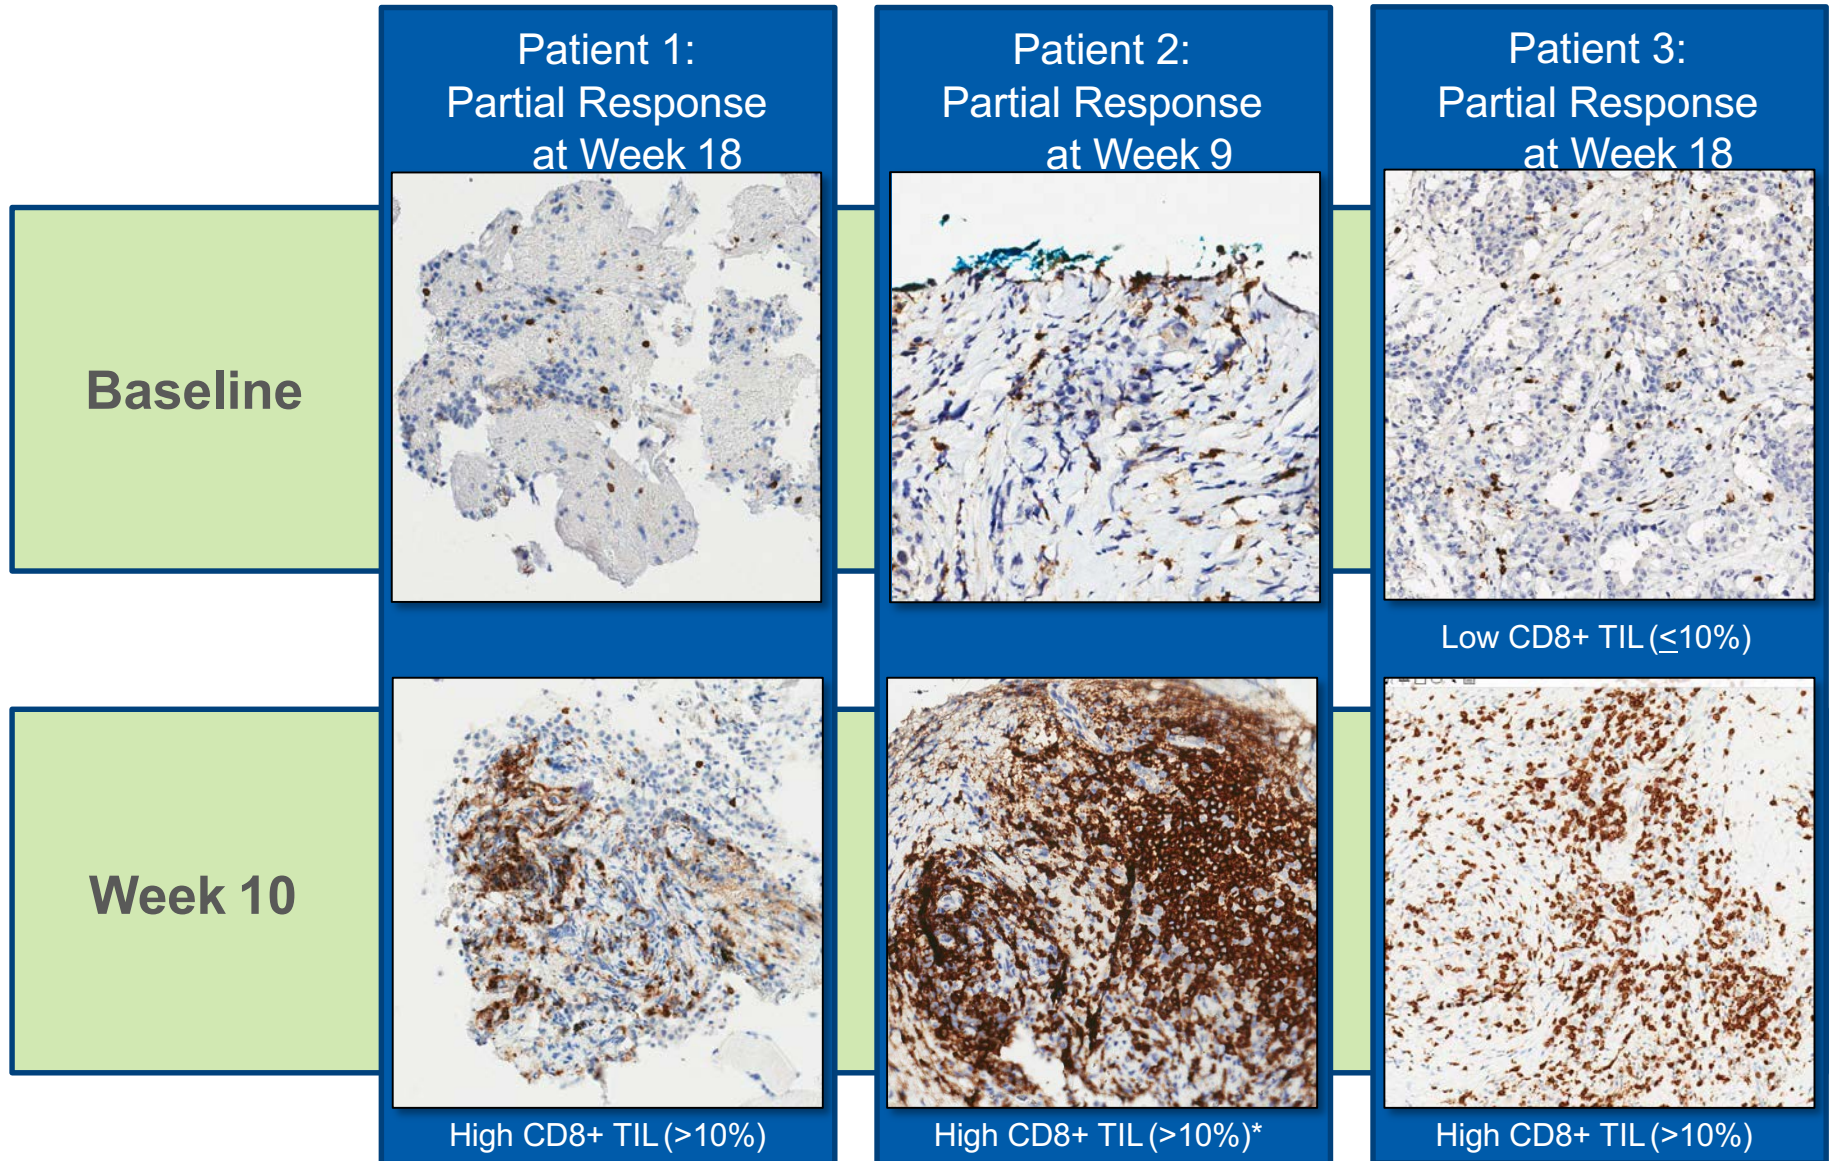 Patient 1:
Partial Response
at Week 18
Patient 2:
Partial Response
at Week 9
Patient 3:
Partial Response
at Week 18
Baseline
Low CD8+ TIL (≤10%)
Week 10
High CD8+ TIL (>10%)
High CD8+ TIL (>10%)*
High CD8+ TIL (>10%)